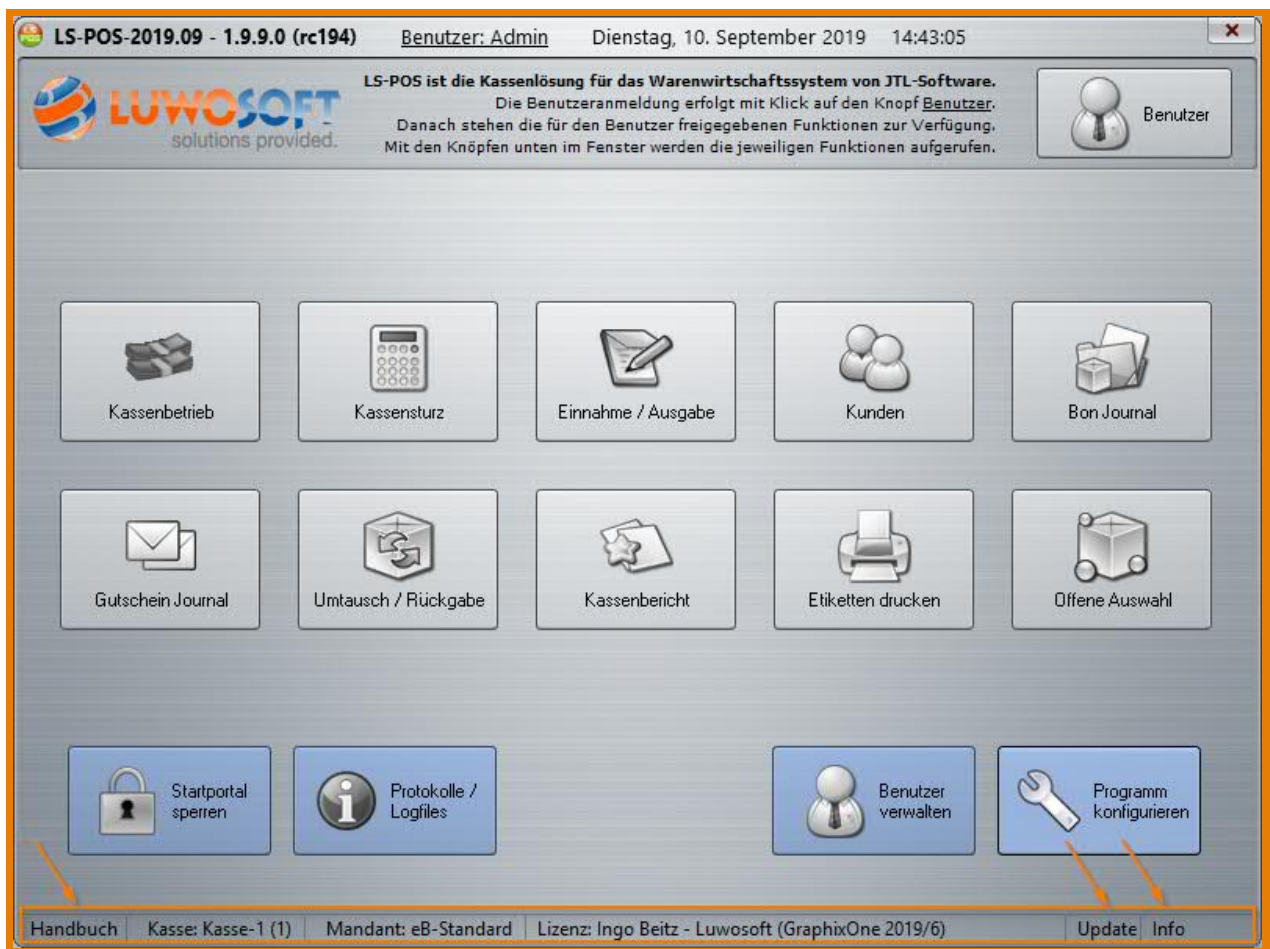 LS-POS-2019.09 - 1.9.9.0 (rc194) Benutzer: Admin Dienstag, 10. September 2019 14:43:05
LUWOSOFT
solutions provided.
LS-POS ist die Kassenlösung für das Warenwirtschaftssystem von JTL-Software.
Die Benutzeranmeldung erfolgt mit Klick auf den Knopf Benutzer.
Danach stehen die für den Benutzer freigegebenen Funktionen zur Verfügung.
Mit den Knöpfen unten im Fenster werden die jeweiligen Funktionen aufgerufen.
Benutzer
Kassenbetrieb
Kassensturz
Einnahme / Ausgabe
Kunden
Bon Journal
Gutschein Journal
Umtausch / Rückgabe
Kassenbericht
Etiketten drucken
Offene Auswahl
Startportal
sperren
Protokolle /
Logfiles
Benutzer
verwalten
Programm
konfigurieren
Handbuch Kasse: Kasse-1 (1) Mandant: eB-Standard Lizenz: Ingo Beitz - Luwosoft (GraphixOne 2019/6) Update Info